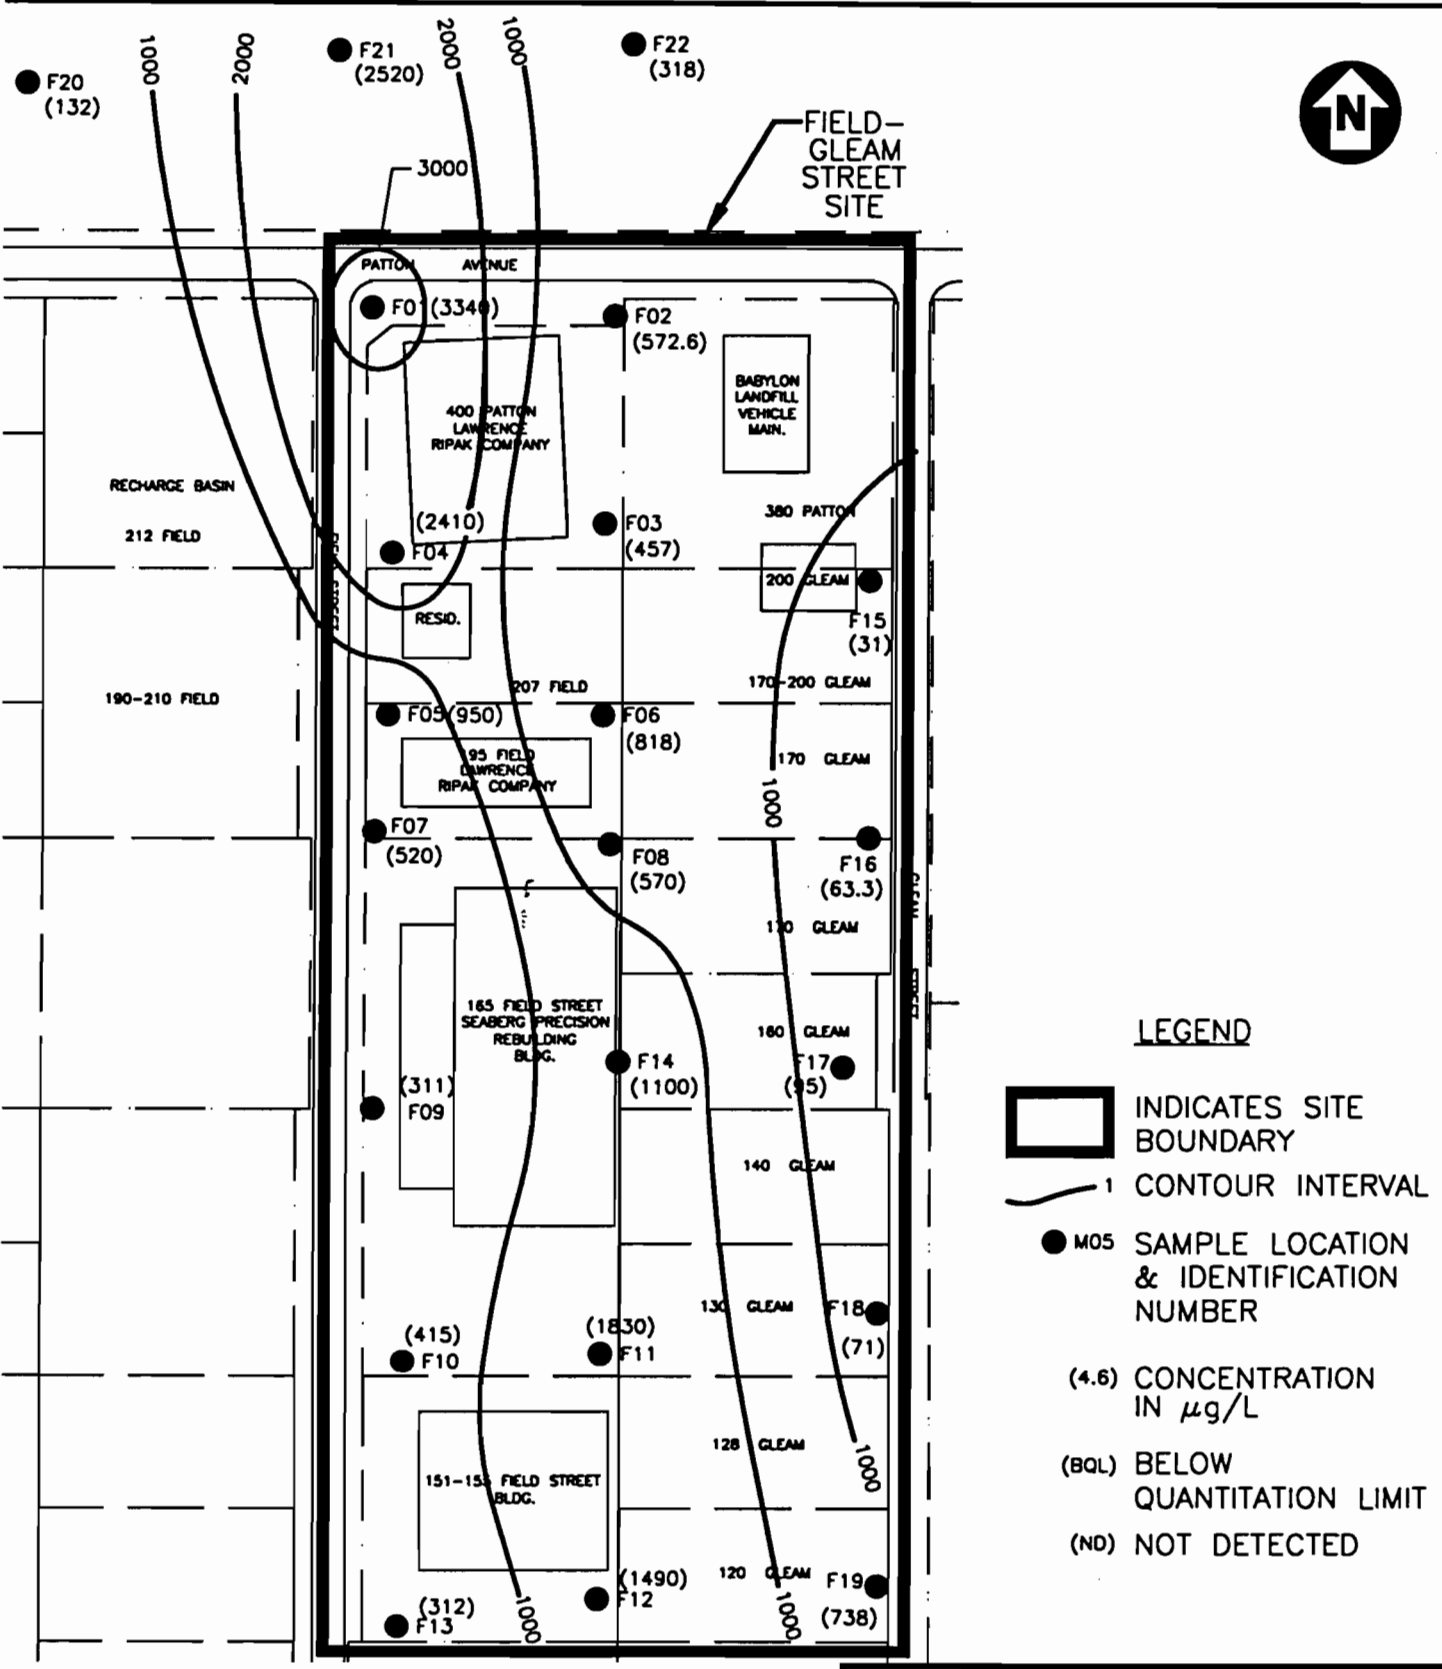 1000
2000
2000
1000
F20
(132)
F21
(2520)
F22
(318)
N
FIELD-
GLEAM
STREET
SITE
3000
PATTON AVENUE
F01(3340)
F02
(572.6)
BABYLON
LANDFILL
VEHICLE
MAIN.
400 PATTON
LAWRENCE
RIPAK COMPANY
RECHARGE BASIN
212 FIELD
380 PATTON
(2410)
F04
F03
(457)
200 GLEAM
F15
(31)
RESID.
190-210 FIELD
207 FIELD
170-200 GLEAM
F05(950)
F06
(818)
195 FIELD
LAWRENCE
RIPAK COMPANY
170 GLEAM
1000
F07
(520)
F08
(570)
F16
(63.3)
GLEAM STREET
110 GLEAM
165 FIELD STREET
SEABERG PRECISION
REBUILDING
BLDG.
160 GLEAM
F14
(1100)
F17
(95)
(311)
F09
140 GLEAM
130 GLEAM
F18
(71)
(415)
F10
(1830)
F11
128 GLEAM
1000
151-155 FIELD STREET
BLDG.
120 GLEAM
F19
(738)
(1490)
F12
(312)
F13
1000
1000
LEGEND
INDICATES SITE
BOUNDARY
1 CONTOUR INTERVAL
M05 SAMPLE LOCATION
& IDENTIFICATION
NUMBER
(4.6) CONCENTRATION
IN µg/L
(BQL) BELOW
QUANTITATION LIMIT
(ND) NOT DETECTED